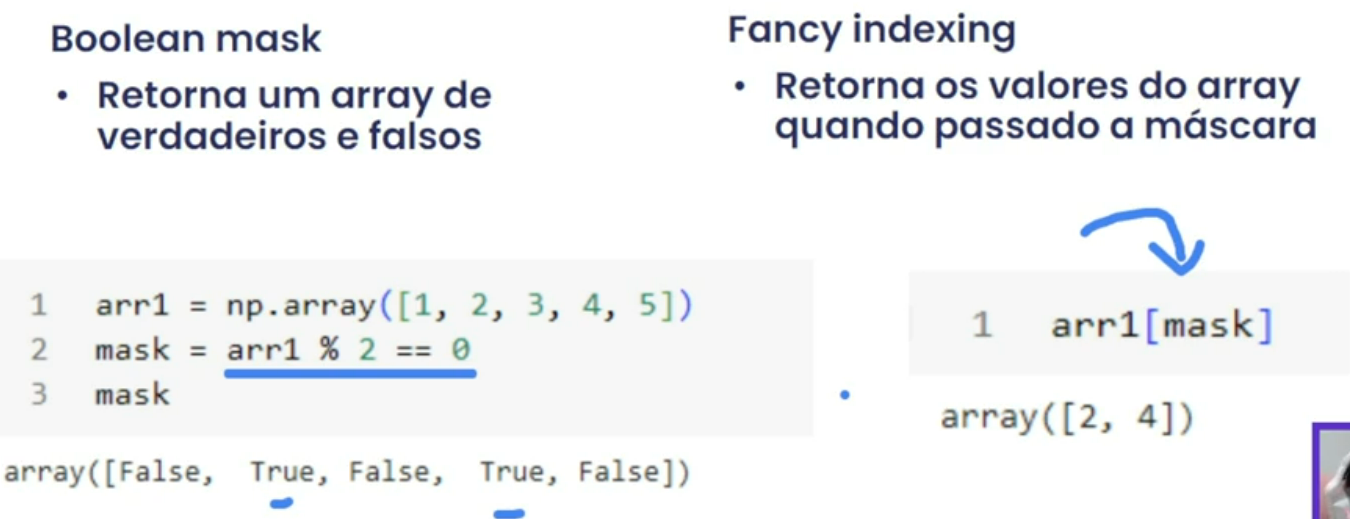 Boolean mask
• Retorna um array de
verdadeiros e falsos
1 arr1 = np.array([1, 2, 3, 4, 5])
2 mask = arr1 % 2 == 0
3 mask
array([False, True, False, True, False])
Fancy indexing
• Retorna os valores do array
quando passado a máscara
1 arr1[mask]
array([2, 4])